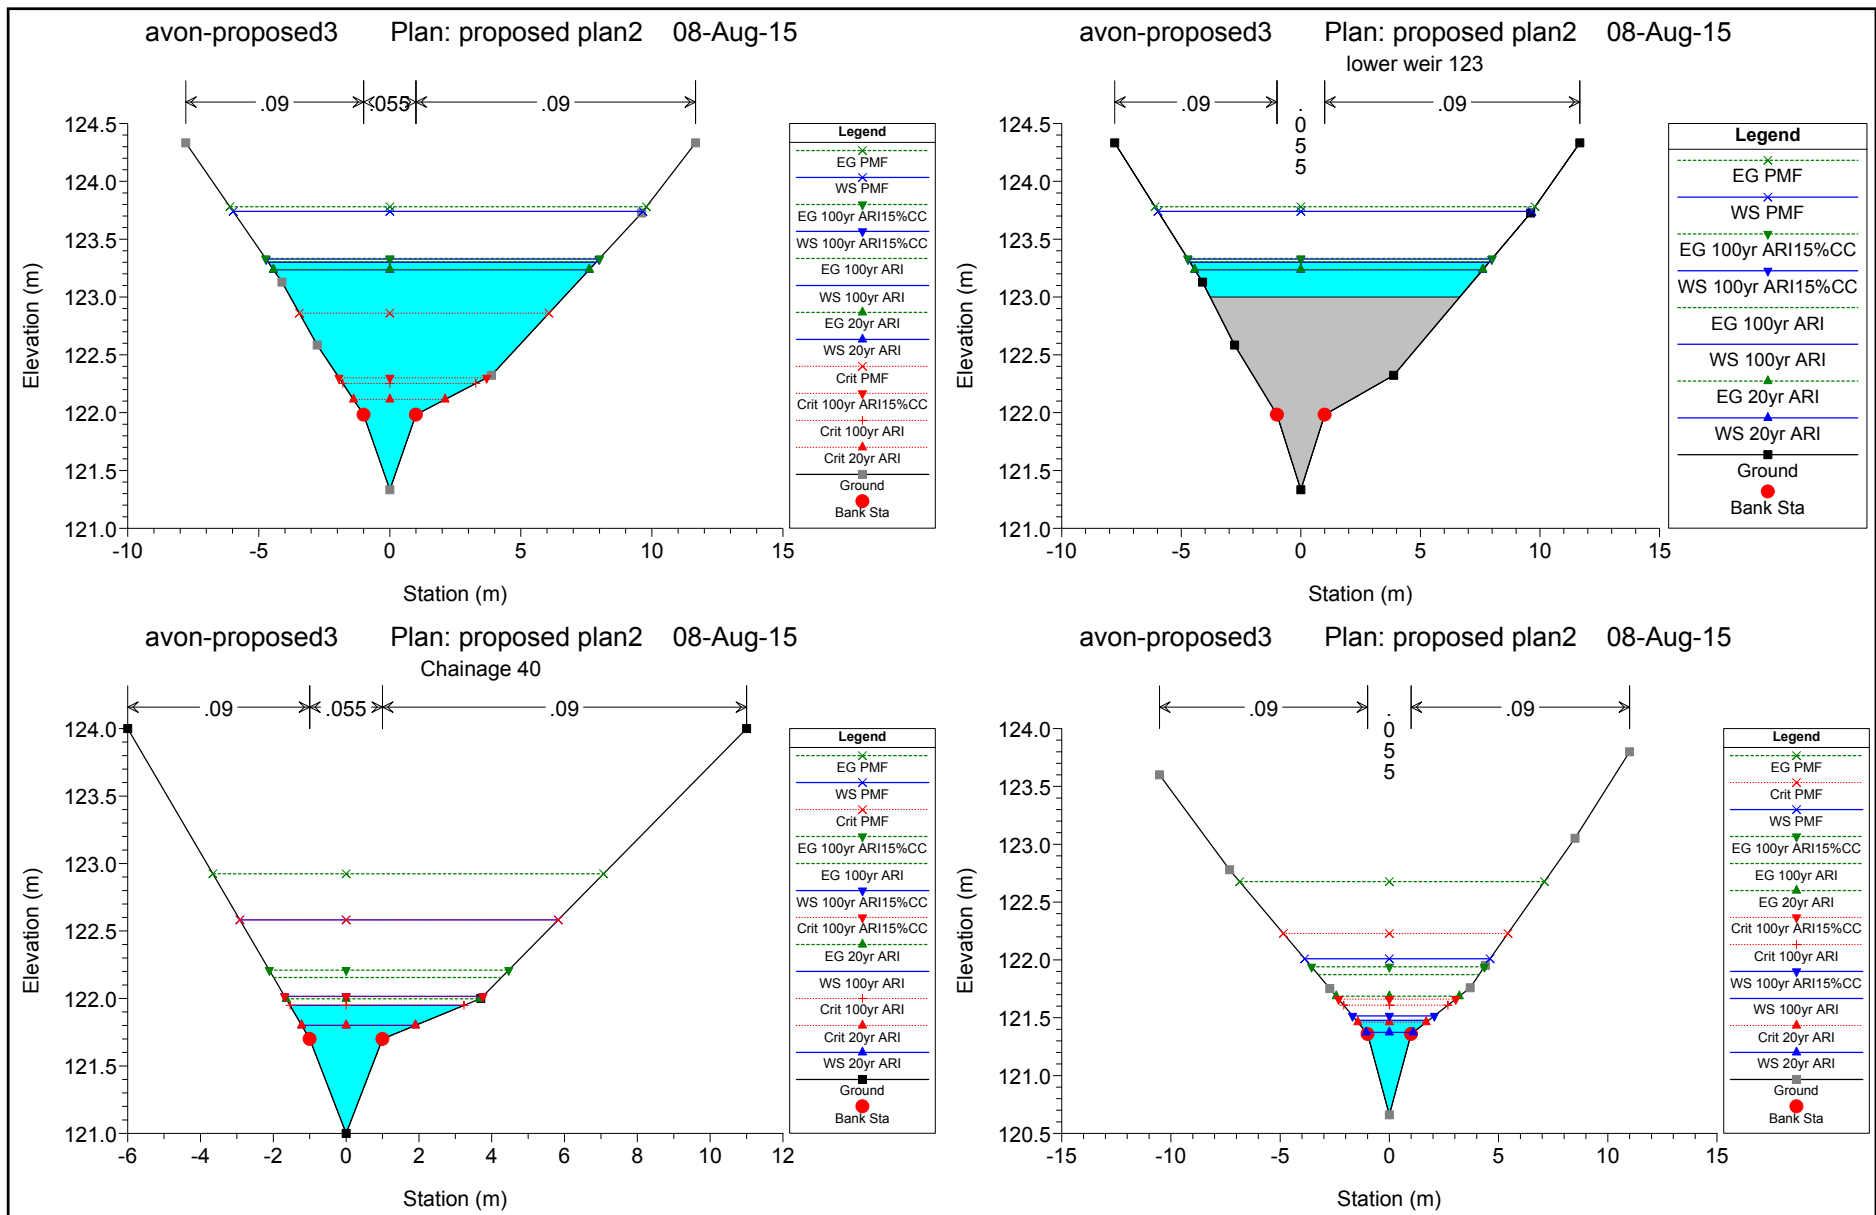 avon-proposed3 Plan: proposed plan2 08-Aug-15
.09 .055 .09
124.5
124.0
123.5
123.0
122.5
122.0
121.5
121.0
Elevation (m)
-10 -5 0 5 10 15
Station (m)
Legend
EG PMF
WS PMF
EG 100yr ARI15%CC
WS 100yr ARI15%CC
EG 100yr ARI
WS 100yr ARI
EG 20yr ARI
WS 20yr ARI
Crit PMF
Crit 100yr ARI15%CC
Crit 100yr ARI
Crit 20yr ARI
Ground
Bank Sta
avon-proposed3 Plan: proposed plan2 08-Aug-15
lower weir 123
.09 .055 .09
124.5
124.0
123.5
123.0
122.5
122.0
121.5
121.0
Elevation (m)
-10 -5 0 5 10 15
Station (m)
Legend
EG PMF
WS PMF
EG 100yr ARI15%CC
WS 100yr ARI15%CC
EG 100yr ARI
WS 100yr ARI
EG 20yr ARI
WS 20yr ARI
Ground
Bank Sta
avon-proposed3 Plan: proposed plan2 08-Aug-15
Chainage 40
.09 .055 .09
124.0
123.5
123.0
122.5
122.0
121.5
121.0
Elevation (m)
-6 -4 -2 0 2 4 6 8 10 12
Station (m)
Legend
EG PMF
WS PMF
Crit PMF
EG 100yr ARI15%CC
EG 100yr ARI
WS 100yr ARI15%CC
Crit 100yr ARI15%CC
EG 20yr ARI
WS 100yr ARI
Crit 100yr ARI
Crit 20yr ARI
WS 20yr ARI
Ground
Bank Sta
avon-proposed3 Plan: proposed plan2 08-Aug-15
.09 .055 .09
124.0
123.5
123.0
122.5
122.0
121.5
121.0
120.5
Elevation (m)
-15 -10 -5 0 5 10 15
Station (m)
Legend
EG PMF
Crit PMF
WS PMF
EG 100yr ARI15%CC
EG 100yr ARI
EG 20yr ARI
Crit 100yr ARI15%CC
Crit 100yr ARI
WS 100yr ARI15%CC
WS 100yr ARI
Crit 20yr ARI
WS 20yr ARI
Ground
Bank Sta